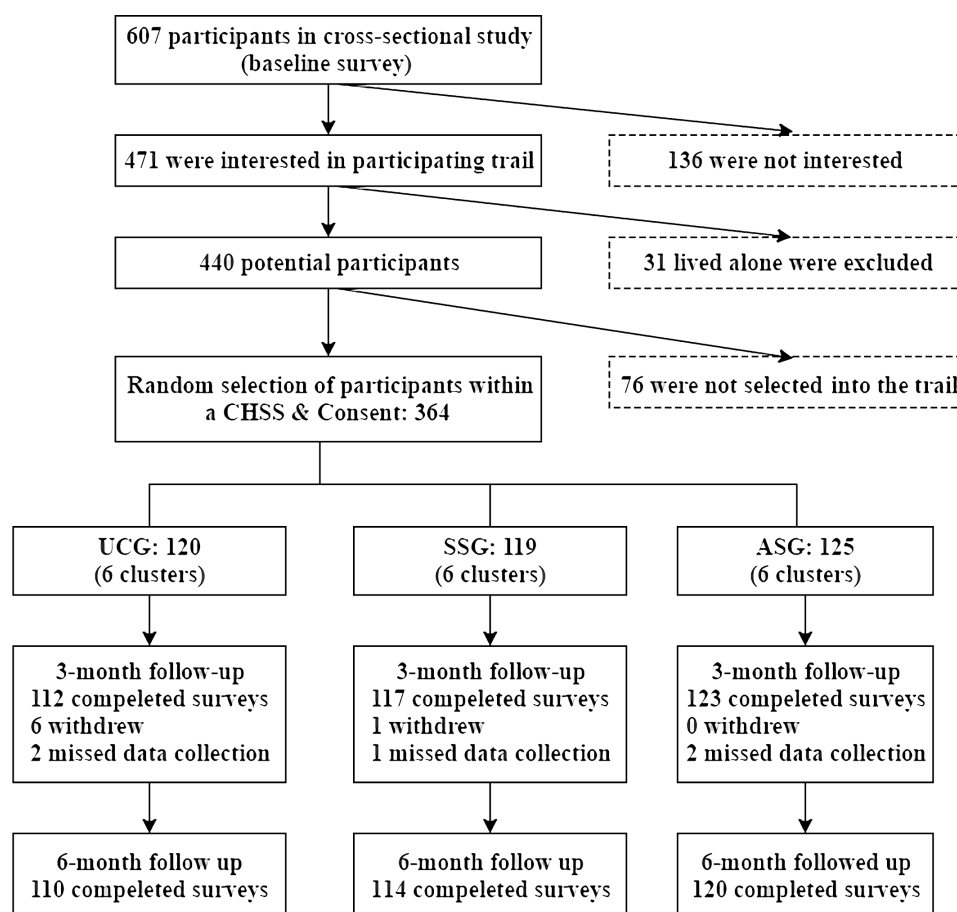 607 participants in cross-sectional study
(baseline survey)
471 were interested in participating trail
136 were not interested
440 potential participants
31 lived alone were excluded
Random selection of participants within
a CHSS & Consent: 364
76 were not selected into the trail
UCG: 120
(6 clusters)
SSG: 119
(6 clusters)
ASG: 125
(6 clusters)
3-month follow-up
112 compeleted surveys
6 withdrew
2 missed data collection
3-month follow-up
117 compeleted surveys
1 withdrew
1 missed data collection
3-month follow-up
123 compeleted surveys
0 withdrew
2 missed data collection
6-month follow up
110 compeleted surveys
6-month follow up
114 compeleted surveys
6-month followed up
120 completed surveys